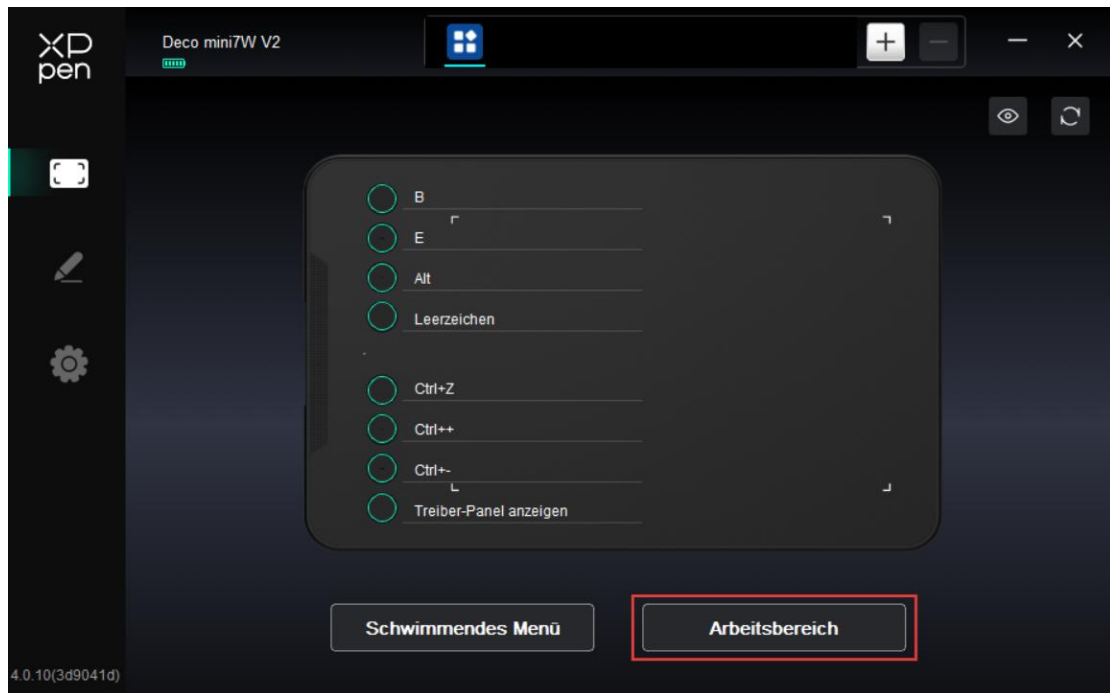 XP
pen
Deco mini7W V2
B
E
Alt
Leerzeichen
Ctrl+Z
Ctrl++
Ctrl+-
Treiber-Panel anzeigen
Schwimmendes Menü
Arbeitsbereich
4.0.10(3d9041d)